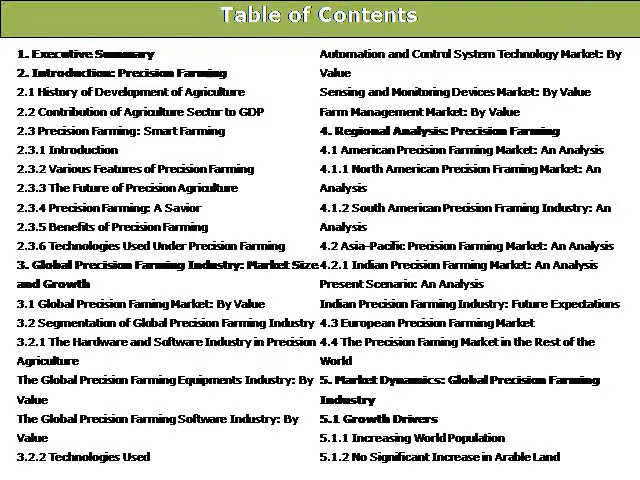 Table of Contents
1. Executive Summary
2. Introduction: Precision Farming
2.1 History of Development of Agriculture
2.2 Contribution of Agriculture Sector to GDP
2.3 Precision Farming: Smart Farming
2.3.1 Introduction
2.3.2 Various Features of Precision Farming
2.3.3 The Future of Precision Agriculture
2.3.4 Precision Farming: A Savior
2.3.5 Benefits of Precision Farming
2.3.6 Technologies Used Under Precision Farming
3. Global Precision Farming Industry: Market Size
and Growth
3.1 Global Precision Faming Market: By Value
3.2 Segmentation of Global Precision Farming Industry
3.2.1 The Hardware and Software Industry in Precision
Agriculture
The Global Precision Farming Equipments Industry: By
Value
The Global Precision Farming Software Industry: By
Value
3.2.2 Technologies Used
Automation and Control System Technology Market: By
Value
Sensing and Monitoring Devices Market: By Value
Farm Management Market: By Value
4. Regional Analysis: Precision Farming
4.1 American Precision Farming Market: An Analysis
4.1.1 North American Precision Framing Market: An
Analysis
4.1.2 South American Precision Framing Industry: An
Analysis
4.2 Asia-Pacific Precision Farming Market: An Analysis
4.2.1 Indian Precision Farming Market: An Analysis
Present Scenario: An Analysis
Indian Precision Farming Industry: Future Expectations
4.3 European Precision Farming Market
4.4 The Precision Faming Market in the Rest of the
World
5. Market Dynamics: Global Precision Farming
Industry
5.1 Growth Drivers
5.1.1 Increasing World Population
5.1.2 No Significant Increase in Arable Land